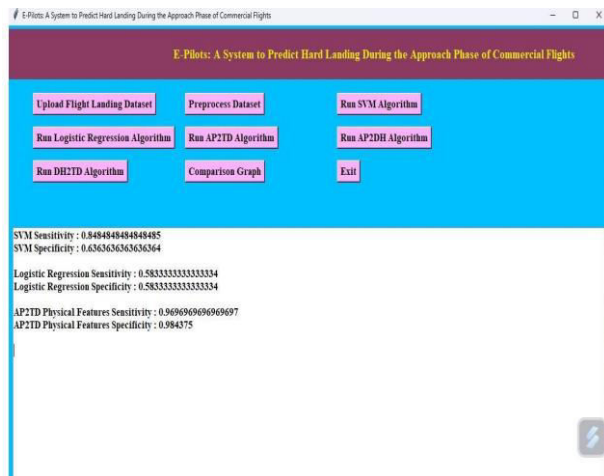 E-Pilots: A System to Predict Hard Landing During the Approach Phase of Commercial Flights
E-Pilots: A System to Predict Hard Landing During the Approach Phase of Commercial Flights
Upload Flight Landing Dataset Preprocess Dataset Run SVM Algorithm
Run Logistic Regression Algorithm Run AP2TD Algorithm Run AP2DH Algorithm
Run DH2TD Algorithm Comparison Graph Exit
SVM Sensitivity : 0.8484848484848485
SVM Specificity : 0.6363636363636364
Logistic Regression Sensitivity : 0.5833333333333334
Logistic Regression Specificity : 0.5833333333333334
AP2TD Physical Features Sensitivity : 0.9696969696969697
AP2TD Physical Features Specificity : 0.984375